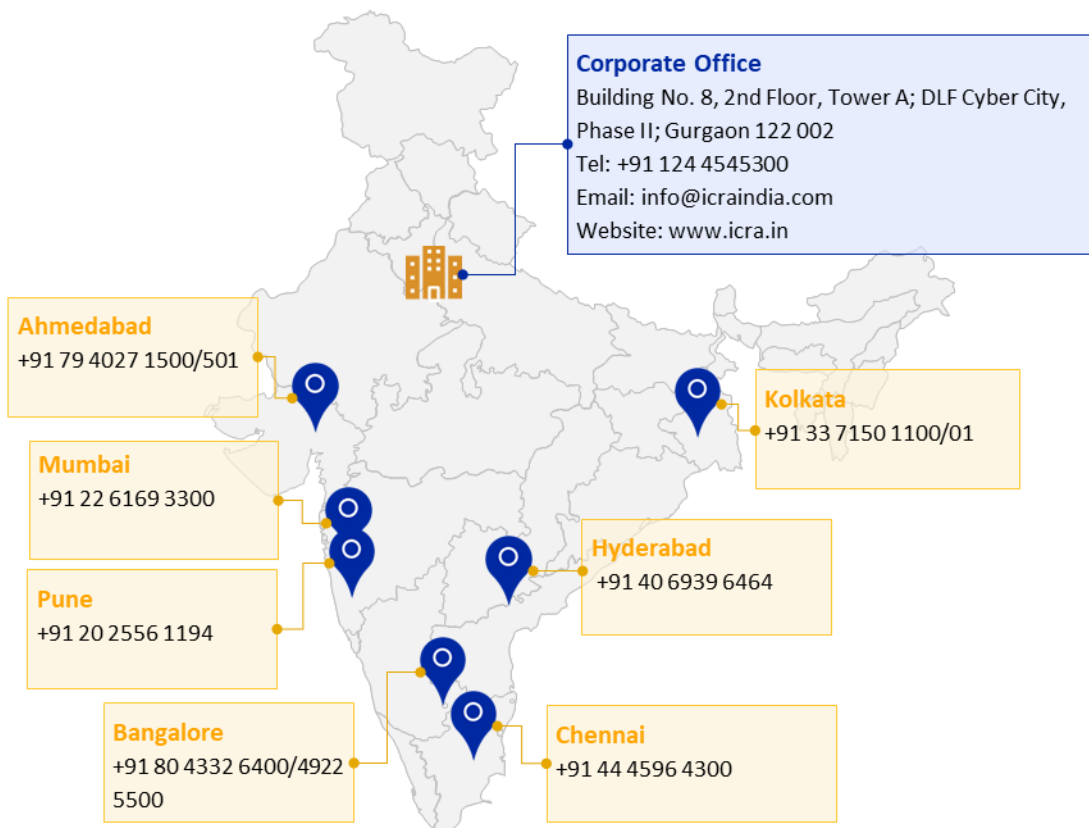 Corporate Office
Building No. 8, 2nd Floor, Tower A; DLF Cyber City,
Phase II; Gurgaon 122 002
Tel: +91 124 4545300
Email: info@icraindia.com
Website: www.icra.in
Ahmedabad
+91 79 4027 1500/501
Kolkata
+91 33 7150 1100/01
Mumbai
+91 22 6169 3300
Hyderabad
+91 40 6939 6464
Pune
+91 20 2556 1194
Bangalore
+91 80 4332 6400/4922
5500
Chennai
+91 44 4596 4300